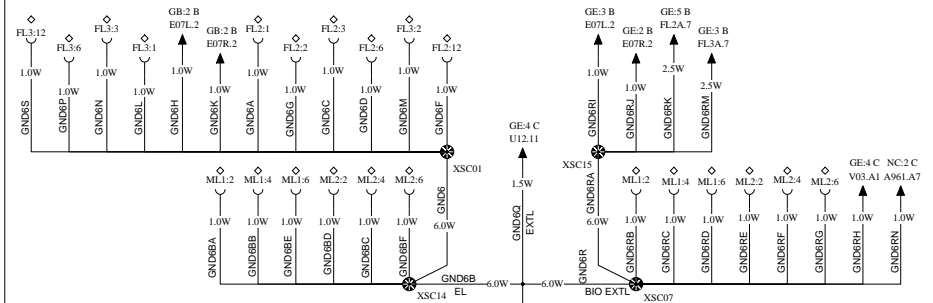 GB:2 B
GE:3 B
GE:5 B
FL3:12
FL3:3
E07L.2
FL2:1
FL2:3
FL3:2
E07L.2
GE:2 B
FL2A.7
GE:3 B
FL3:6
FL3:1
GB:2 B
E07R.2
FL2:2
FL2:6
FL2:12
E07R.2
FL3A.7
1.0W
1.0W
1.0W
1.0W
1.0W
1.0W
1.0W
2.5W
1.0W
1.0W
1.0W
1.0W
1.0W
1.0W
1.0W
2.5W
GND6S
GND6P
GND6N
GND6L
GND6H
GND6K
GND6A
GND6G
GND6C
GND6D
GND6M
GND6F
GND6RI
GND6RJ
GND6RK
GND6RM
XSC01
GE:4 C
U12.11
XSC15
ML1:2
ML1:4
ML1:6
ML2:2
ML2:4
ML2:6
GND6
1.5W
GND6RA
ML1:2
ML1:4
ML1:6
ML2:2
ML2:4
ML2:6
GE:4 C
V03.A1
NC:2 C
A961.A7
1.0W
1.0W
1.0W
1.0W
1.0W
1.0W
6.0W
GND6Q
EXTL
6.0W
1.0W
1.0W
1.0W
1.0W
1.0W
1.0W
1.0W
1.0W
GND6BA
GND6BB
GND6BE
GND6BD
GND6BC
GND6BF
GND6R
GND6RB
GND6RC
GND6RD
GND6RE
GND6RF
GND6RG
GND6RH
GND6RN
XSC14
GND6B
EL
6.0W
6.0W
BIO EXTL
XSC07